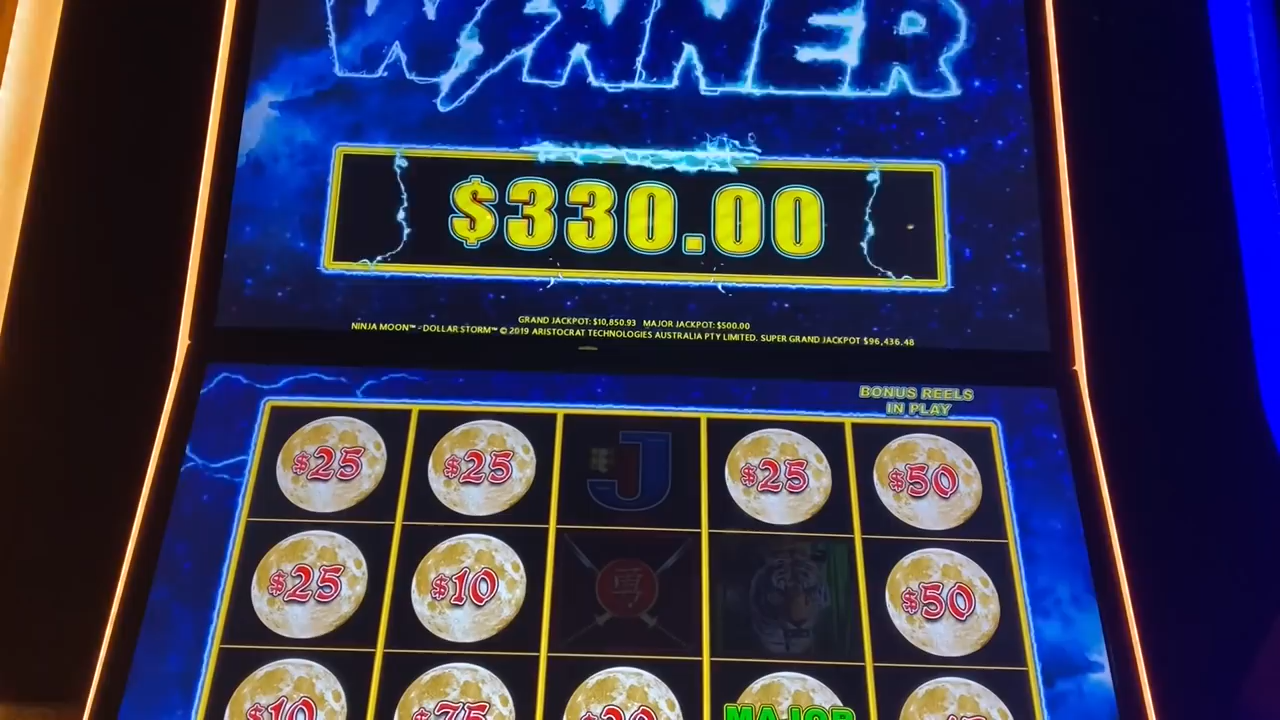 WINNER
$330.00
GRAND JACKPOT: $10,850.93 MAJOR JACKPOT: $500.00
NINJA MOON™ - DOLLAR STORM™ © 2019 ARISTOCRAT TECHNOLOGIES AUSTRALIA PTY LIMITED. SUPER GRAND JACKPOT $96,436.48
BONUS REELS
IN PLAY
$25 $25 J $25 $50
$25 $10 $50
$10 $75 MAJOR